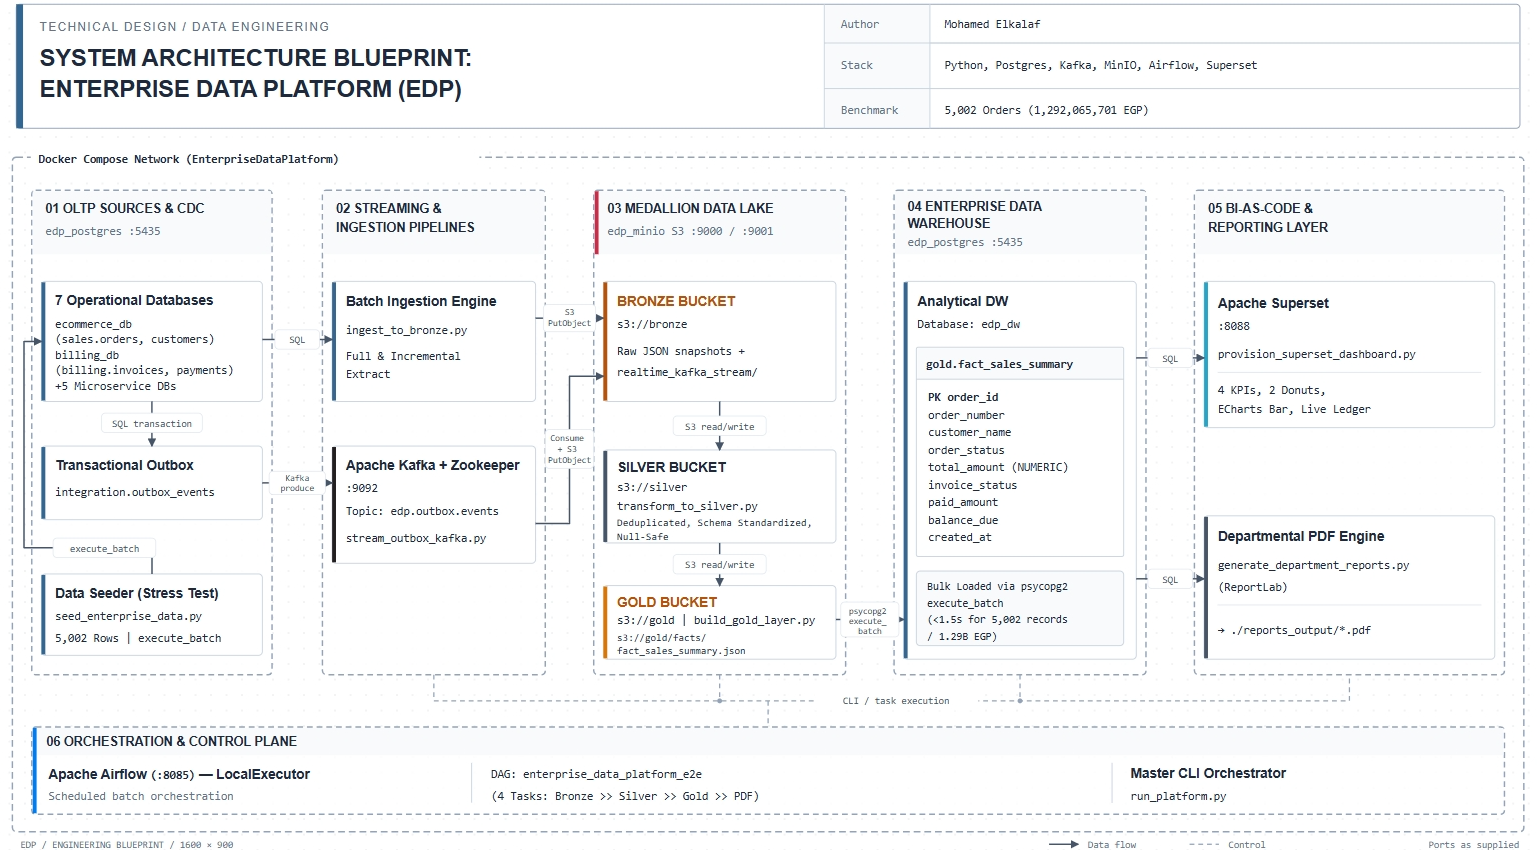 TECHNICAL DESIGN / DATA ENGINEERING
SYSTEM ARCHITECTURE BLUEPRINT:
ENTERPRISE DATA PLATFORM (EDP)
Author
Mohamed Elkalaf
Stack
Python, Postgres, Kafka, MinIO, Airflow, Superset
Benchmark
5,002 Orders (1,292,065,701 EGP)
Docker Compose Network (EnterpriseDataPlatform)
01 OLTP SOURCES & CDC
edp_postgres :5435
7 Operational Databases
ecommerce_db
(sales.orders, customers)
billing_db
(billing.invoices, payments)
+5 Microservice DBs
SQL transaction
Transactional Outbox
integration.outbox_events
execute_batch
Data Seeder (Stress Test)
seed_enterprise_data.py
5,002 Rows | execute_batch
SQL
Kafka
produce
02 STREAMING &
INGESTION PIPELINES
Batch Ingestion Engine
ingest_to_bronze.py
Full & Incremental
Extract
Apache Kafka + Zookeeper
:9092
Topic: edp.outbox.events
stream_outbox_kafka.py
S3
PutObject
Consume
+ S3
PutObject
03 MEDALLION DATA LAKE
edp_minio S3 :9000 / :9001
BRONZE BUCKET
s3://bronze
Raw JSON snapshots +
realtime_kafka_stream/
S3 read/write
SILVER BUCKET
s3://silver
transform_to_silver.py
Deduplicated, Schema Standardized,
Null-Safe
S3 read/write
GOLD BUCKET
s3://gold | build_gold_layer.py
s3://gold/facts/
fact_sales_summary.json
psycopg2
execute_
batch
04 ENTERPRISE DATA
WAREHOUSE
edp_postgres :5435
Analytical DW
Database: edp_dw
gold.fact_sales_summary
PK order_id
order_number
customer_name
order_status
total_amount (NUMERIC)
invoice_status
paid_amount
balance_due
created_at
Bulk Loaded via psycopg2
execute_batch
(<1.5s for 5,002 records
/ 1.29B EGP)
SQL
SQL
05 BI-AS-CODE &
REPORTING LAYER
Apache Superset
:8088
provision_superset_dashboard.py
4 KPIs, 2 Donuts,
ECharts Bar, Live Ledger
Departmental PDF Engine
generate_department_reports.py
(ReportLab)
→ ./reports_output/*.pdf
CLI / task execution
06 ORCHESTRATION & CONTROL PLANE
Apache Airflow (:8085) — LocalExecutor
Scheduled batch orchestration
DAG: enterprise_data_platform_e2e
(4 Tasks: Bronze >> Silver >> Gold >> PDF)
Master CLI Orchestrator
run_platform.py
EDP / ENGINEERING BLUEPRINT / 1600 × 900
Data flow
Control
Ports as supplied